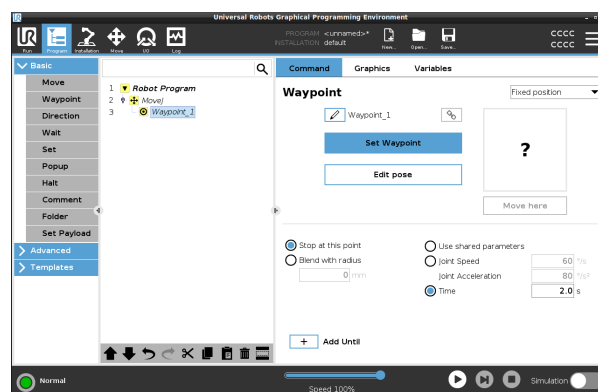 Universal Robots Graphical Programming Environment
Run Program Installation Move I/O Log
PROGRAM <unnamed>*
INSTALLATION default
New... Open... Save...
CCCC
CCCC
Basic
Move
Waypoint
Direction
Wait
Set
Popup
Halt
Comment
Folder
Set Payload
Advanced
Templates
1 Robot Program
2 MoveJ
3 Waypoint_1
Command Graphics Variables
Waypoint
Fixed position
Waypoint_1
Set Waypoint
Edit pose
?
Move here
Stop at this point
Blend with radius
0 mm
Use shared parameters
Joint Speed 60 °/s
Joint Acceleration 80 °/s²
Time 2.0 s
+ Add Until
Normal
Speed 100%
Simulation